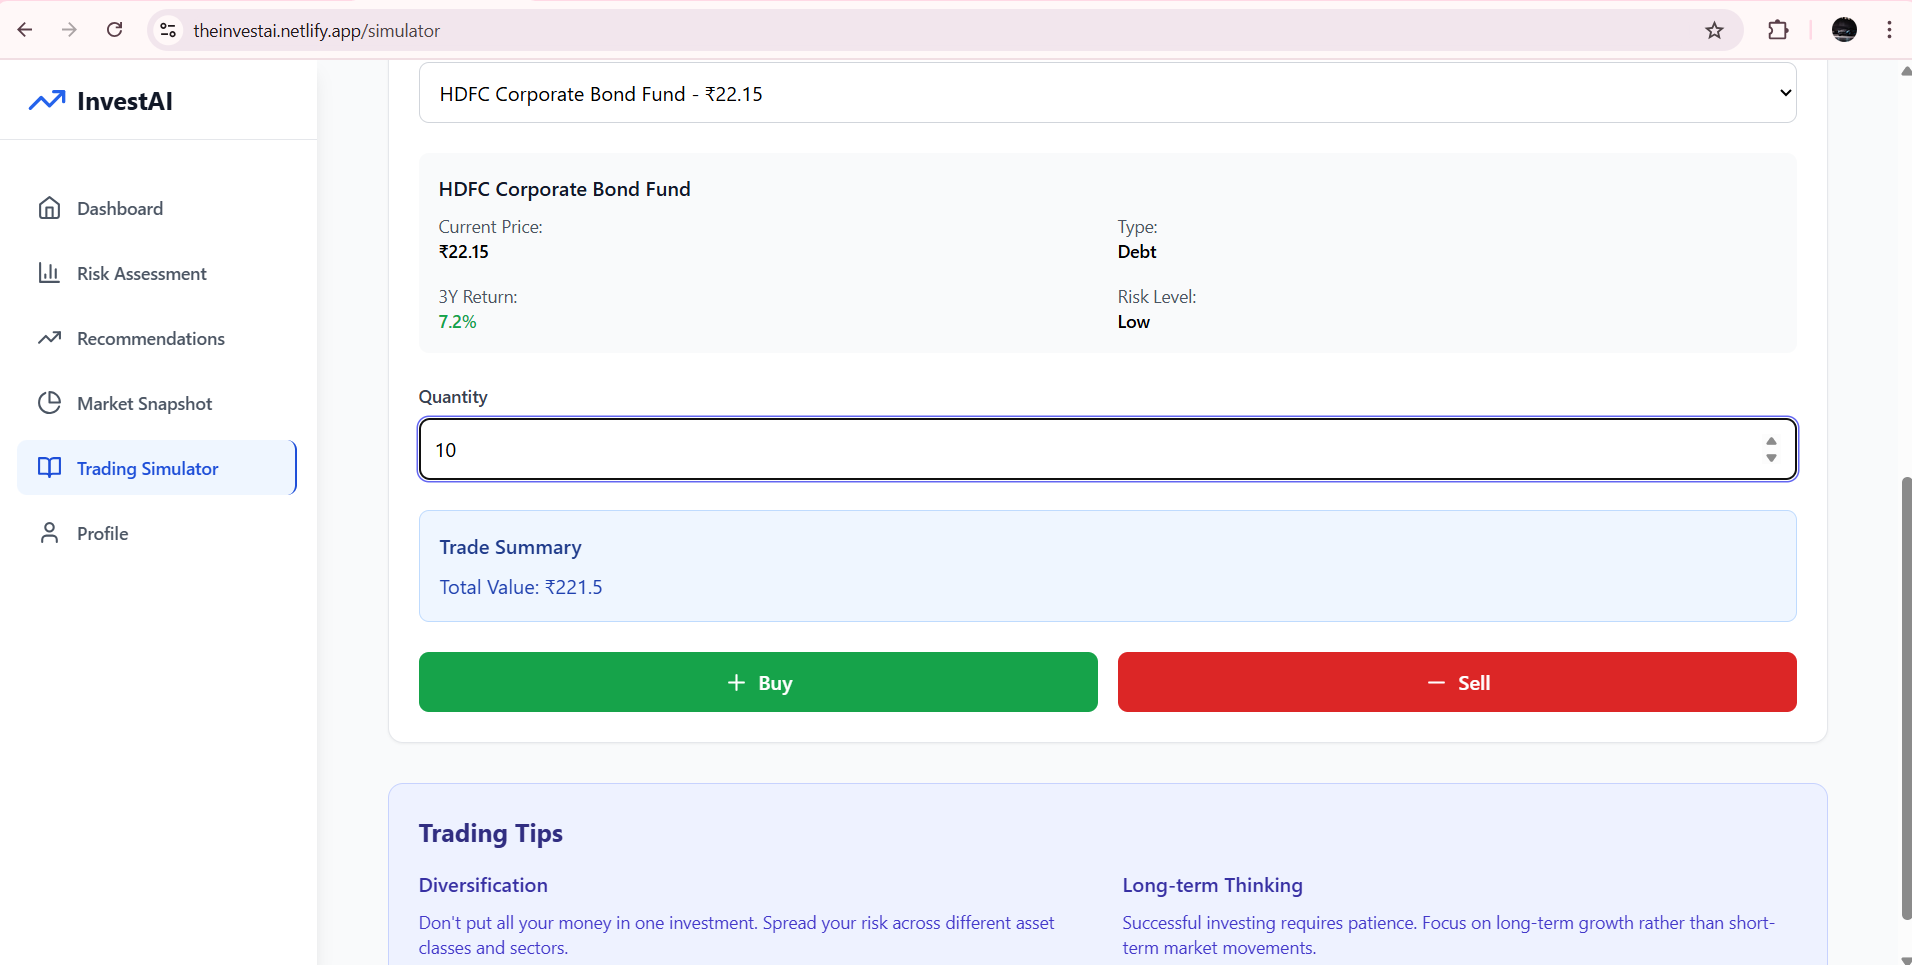 theinvestai.netlify.app/simulator
InvestAI
Dashboard
Risk Assessment
Recommendations
Market Snapshot
Trading Simulator
Profile
HDFC Corporate Bond Fund - ₹22.15
HDFC Corporate Bond Fund
Current Price:
₹22.15
Type:
Debt
3Y Return:
7.2%
Risk Level:
Low
Quantity
10
Trade Summary
Total Value: ₹221.5
+ Buy
− Sell
Trading Tips
Diversification
Don't put all your money in one investment. Spread your risk across different asset
classes and sectors.
Long-term Thinking
Successful investing requires patience. Focus on long-term growth rather than short-
term market movements.